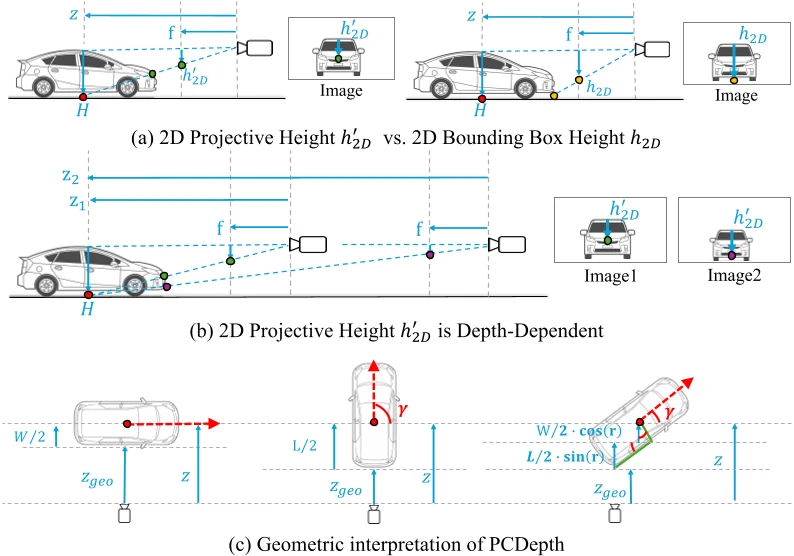 z
f
h'2D
H
h'2D
Image
z
f
h2D
H
h2D
Image
(a) 2D Projective Height h'2D vs. 2D Bounding Box Height h2D
z2
z1
f
f
H
h'2D
Image1
h'2D
Image2
(b) 2D Projective Height h'2D is Depth-Dependent
W/2
zgeo
z
γ
L/2
zgeo
z
γ
W/2 · cos(r)
L/2 · sin(r)
zgeo
z
(c) Geometric interpretation of PCDepth